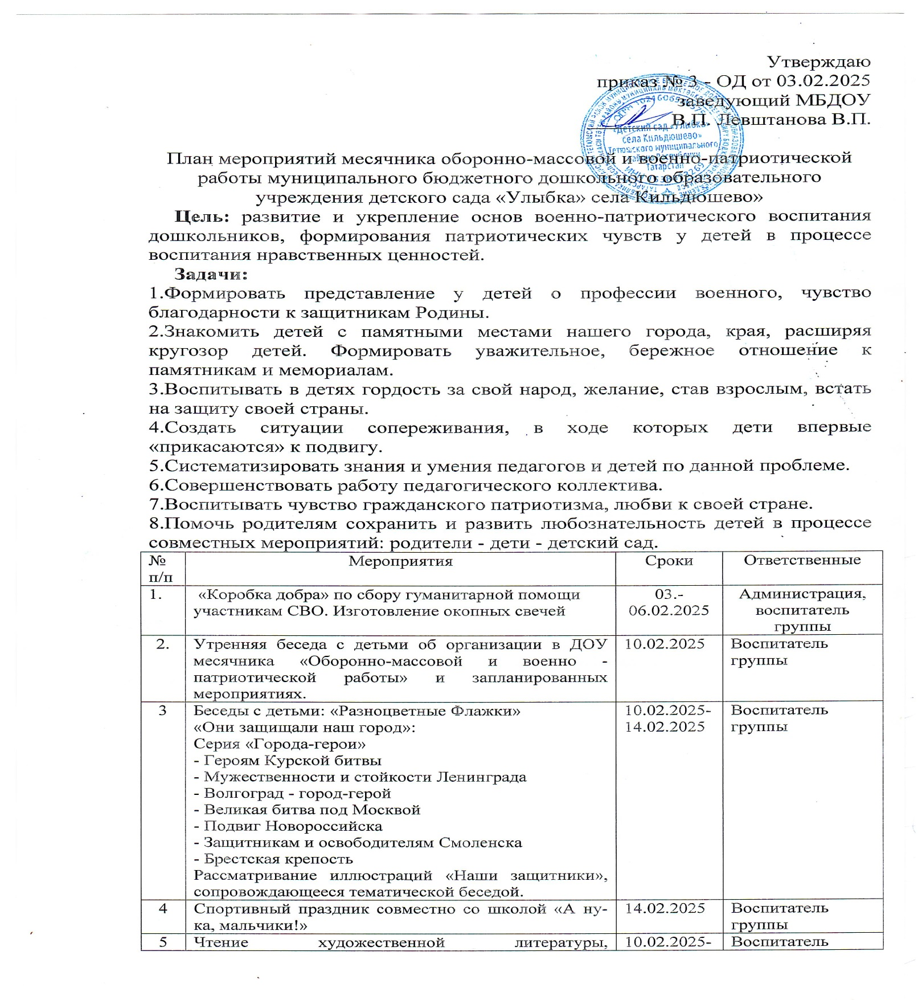 Утверждаю
приказ № 3 - ОД от 03.02.2025
заведующий МБДОУ
В.П. Левштанова В.П.
«Детский сад «Улыбка»
села Кильдюшево»
Тетюшского муниципального
района Республики
Татарстан
План мероприятий месячника оборонно-массовой и военно-патриотической
работы муниципального бюджетного дошкольного образовательного
учреждения детского сада «Улыбка» села Кильдюшево»
Цель: развитие и укрепление основ военно-патриотического воспитания
дошкольников, формирования патриотических чувств у детей в процессе
воспитания нравственных ценностей.
Задачи:
1.Формировать представление у детей о профессии военного, чувство
благодарности к защитникам Родины.
2.Знакомить детей с памятными местами нашего города, края, расширяя
кругозор детей. Формировать уважительное, бережное отношение к
памятникам и мемориалам.
3.Воспитывать в детях гордость за свой народ, желание, став взрослым, встать
на защиту своей страны.
4.Создать ситуации сопереживания, в ходе которых дети впервые
«прикасаются» к подвигу.
5.Систематизировать знания и умения педагогов и детей по данной проблеме.
6.Совершенствовать работу педагогического коллектива.
7.Воспитывать чувство гражданского патриотизма, любви к своей стране.
8.Помочь родителям сохранить и развить любознательность детей в процессе
совместных мероприятий: родители - дети - детский сад.
№ Мероприятия Сроки Ответственные
п/п
1. «Коробка добра» по сбору гуманитарной помощи 03.- Администрация,
участникам СВО. Изготовление окопных свечей 06.02.2025 воспитатель
группы
2. Утренняя беседа с детьми об организации в ДОУ 10.02.2025 Воспитатель
месячника «Оборонно-массовой и военно - группы
патриотической работы» и запланированных
мероприятиях.
3 Беседы с детьми: «Разноцветные Флажки» 10.02.2025- Воспитатель
«Они защищали наш город»: 14.02.2025 группы
Серия «Города-герои»
- Героям Курской битвы
- Мужественности и стойкости Ленинграда
- Волгоград - город-герой
- Великая битва под Москвой
- Подвиг Новороссийска
- Защитникам и освободителям Смоленска
- Брестская крепость
Рассматривание иллюстраций «Наши защитники»,
сопровождающееся тематической беседой.
4 Спортивный праздник совместно со школой «А ну- 14.02.2025 Воспитатель
ка, мальчики!» группы
5 Чтение художественной литературы, 10.02.2025- Воспитатель